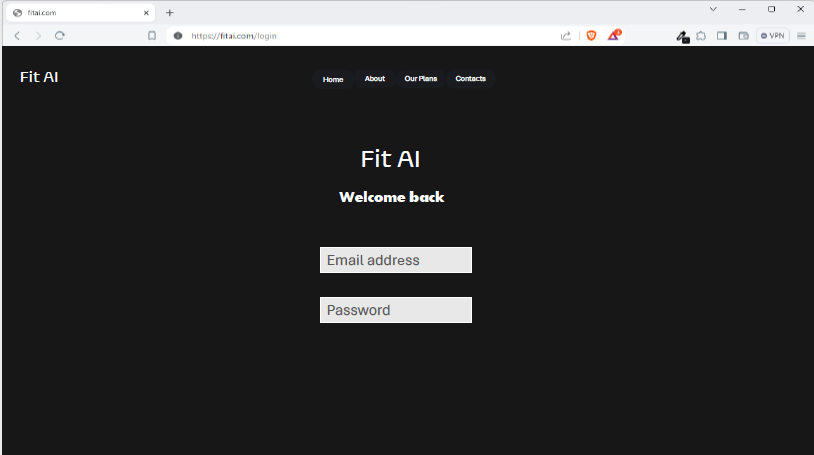 fitai.com
https://fitai.com/login
VPN
Fit AI
Home About Our Plans Contacts
Fit AI
Welcome back
Email address
Password